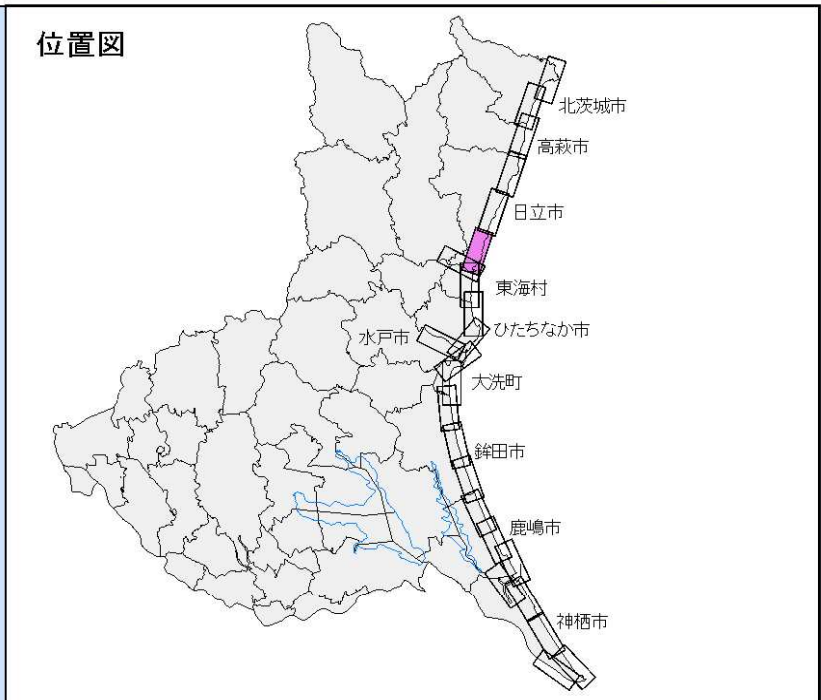 位置図
北茨城市
高萩市
日立市
東海村
ひたちなか市
水戸市
大洗町
鉾田市
鹿嶋市
神栖市